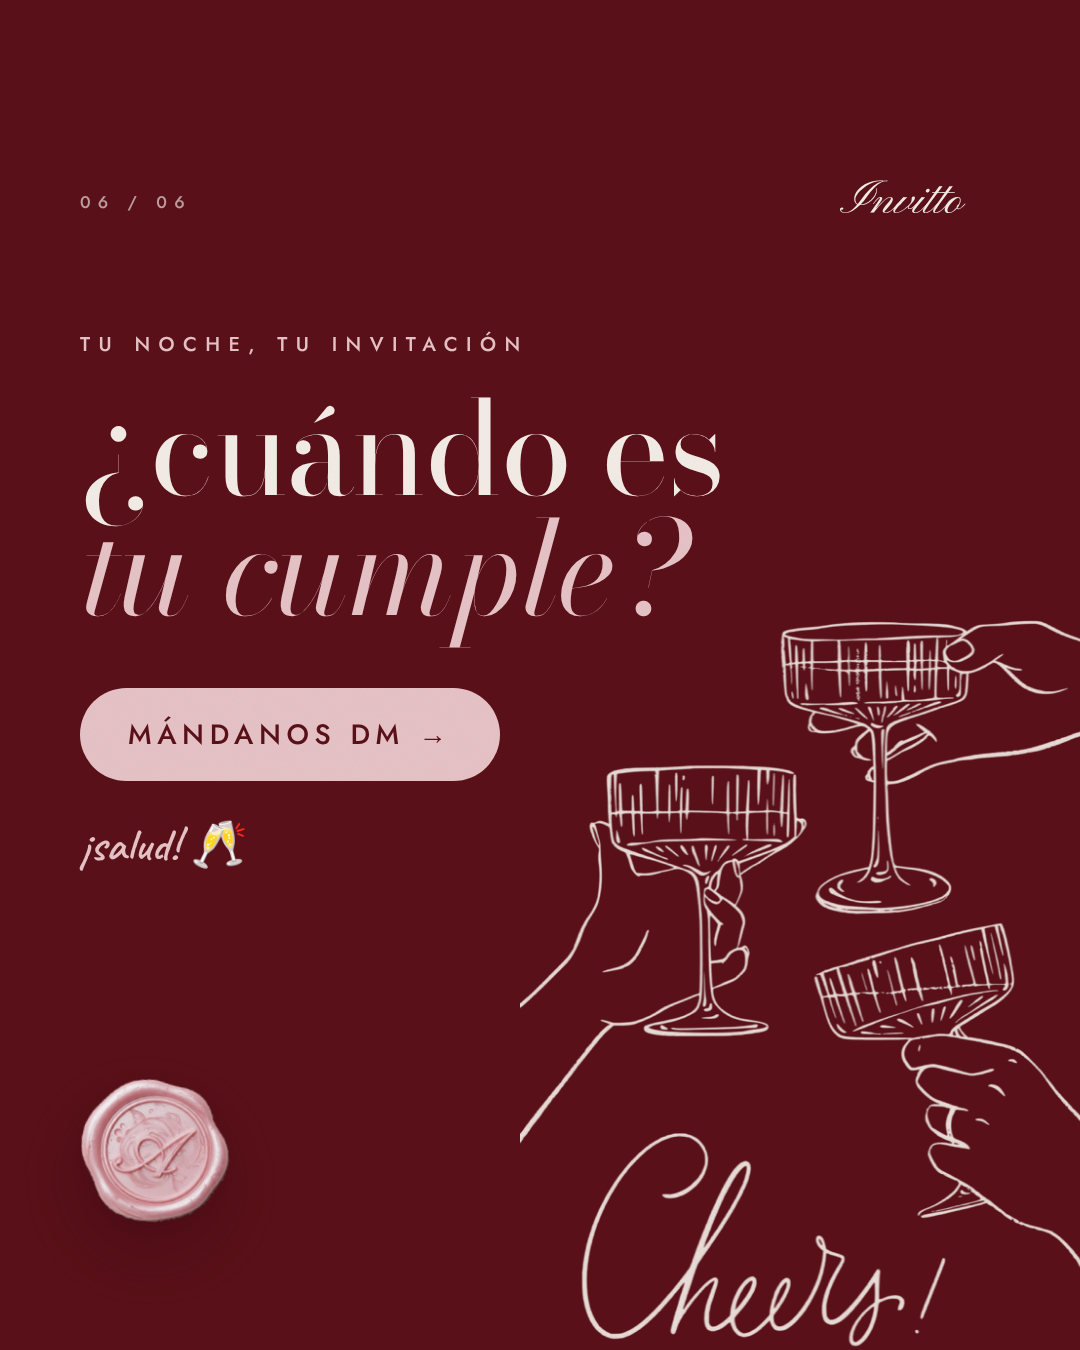 06 / 06
Invitto
TU NOCHE, TU INVITACIÓN
¿cuándo es
tu cumple?
MÁNDANOS DM →
¡salud! 🥂
A
Cheers!